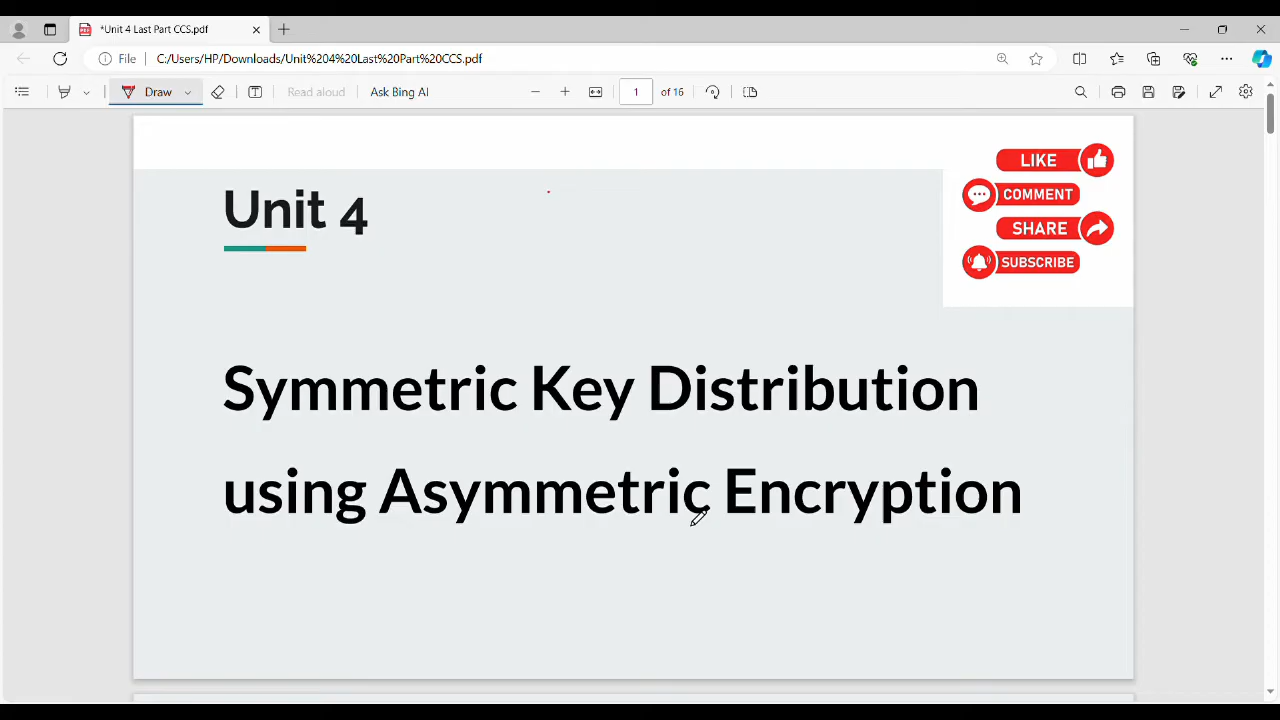 *Unit 4 Last Part CCS.pdf
File
C:/Users/HP/Downloads/Unit%204%20Last%20Part%20CCS.pdf
Draw
Read aloud
Ask Bing AI
1
of 16
Unit 4
LIKE
COMMENT
SHARE
SUBSCRIBE
Symmetric Key Distribution
using Asymmetric Encryption